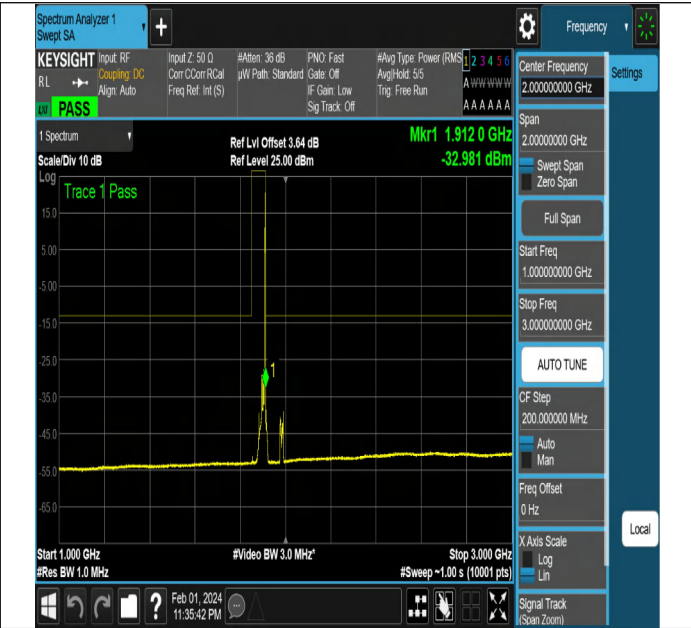 Spectrum Analyzer 1
Swept SA
+
Frequency
KEYSIGHT
RL
LXI
PASS
Input: RF
Coupling: DC
Align: Auto
Input Z: 50 Ω
Corr CCorr RCal
Freq Ref: Int (S)
#Atten: 36 dB
µW Path: Standard
PNO: Fast
Gate: Off
IF Gain: Low
Sig Track: Off
#Avg Type: Power (RMS
Avg|Hold: 5/5
Trig: Free Run
1 2 3 4 5 6
A W W W W W
A A A A A A
1 Spectrum
Scale/Div 10 dB
Ref Lvl Offset 3.64 dB
Ref Level 25.00 dBm
Mkr1 1.912 0 GHz
-32.981 dBm
Log
Trace 1 Pass
15.0
5.00
-5.00
-15.0
-25.0
-35.0
-45.0
-55.0
-65.0
1
Start 1.000 GHz
#Res BW 1.0 MHz
#Video BW 3.0 MHz*
Stop 3.000 GHz
#Sweep ~1.00 s (10001 pts)
Center Frequency
2.000000000 GHz
Settings
Span
2.00000000 GHz
Swept Span
Zero Span
Full Span
Start Freq
1.000000000 GHz
Stop Freq
3.000000000 GHz
AUTO TUNE
CF Step
200.000000 MHz
Auto
Man
Freq Offset
0 Hz
X Axis Scale
Log
Lin
Signal Track
(Span Zoom)
Local
?
Feb 01, 2024
11:35:42 PM